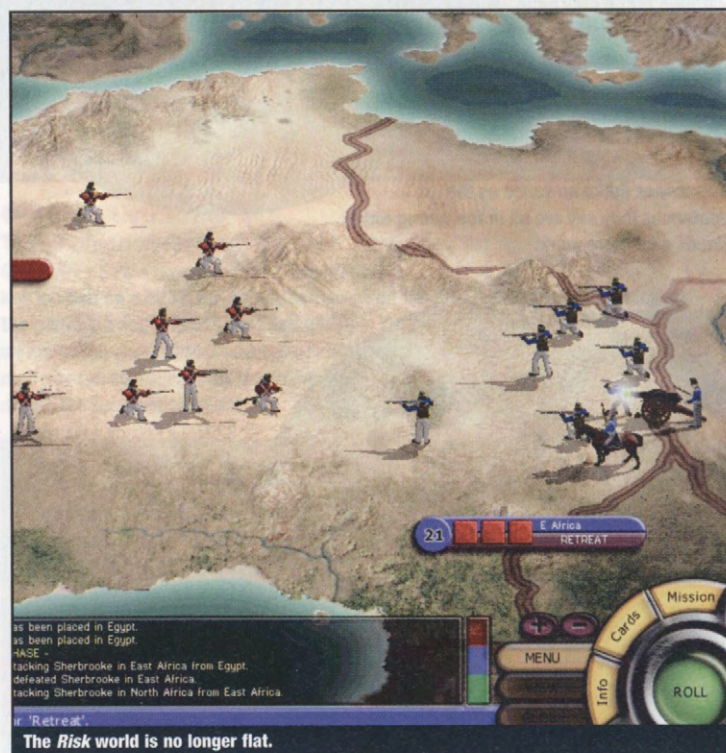 21
E Africa
RETREAT
as been placed in Egypt.
as been placed in Egypt.
HASE -
tacking Sherbrooke in East Africa from Egypt.
defeated Sherbrooke in East Africa.
tacking Sherbrooke in North Africa from East Africa.
r 'Retreat'.
+ −
MENU
Info
Cards
Mission
ROLL
The Risk world is no longer flat.